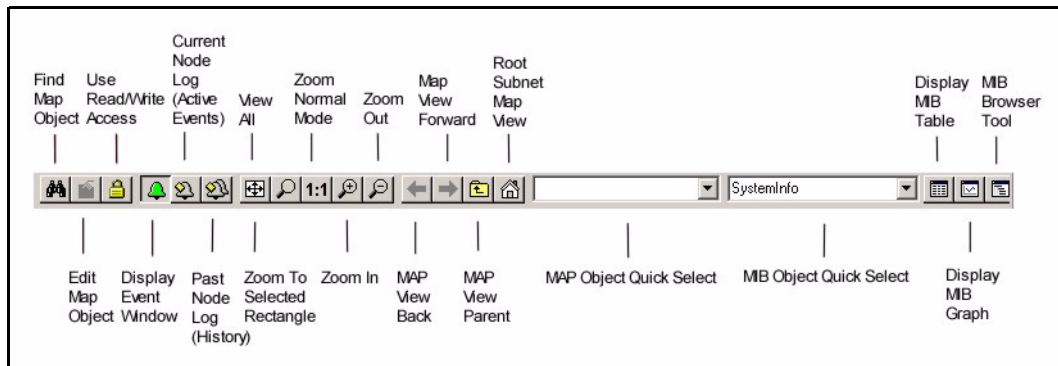 Find
Map
Object
Use
Read/Write
Access
Current
Node
Log
(Active
Events)
View
All
Zoom
Normal
Mode
Zoom
Out
Map
View
Forward
Root
Subnet
Map
View
Display
MIB
Table
MIB
Browser
Tool
1:1
SystemInfo
Edit
Map
Object
Display
Event
Window
Past
Node
Log
(History)
Zoom To
Selected
Rectangle
Zoom In
MAP
View
Back
MAP
View
Parent
MAP Object Quick Select
MIB Object Quick Select
Display
MIB
Graph